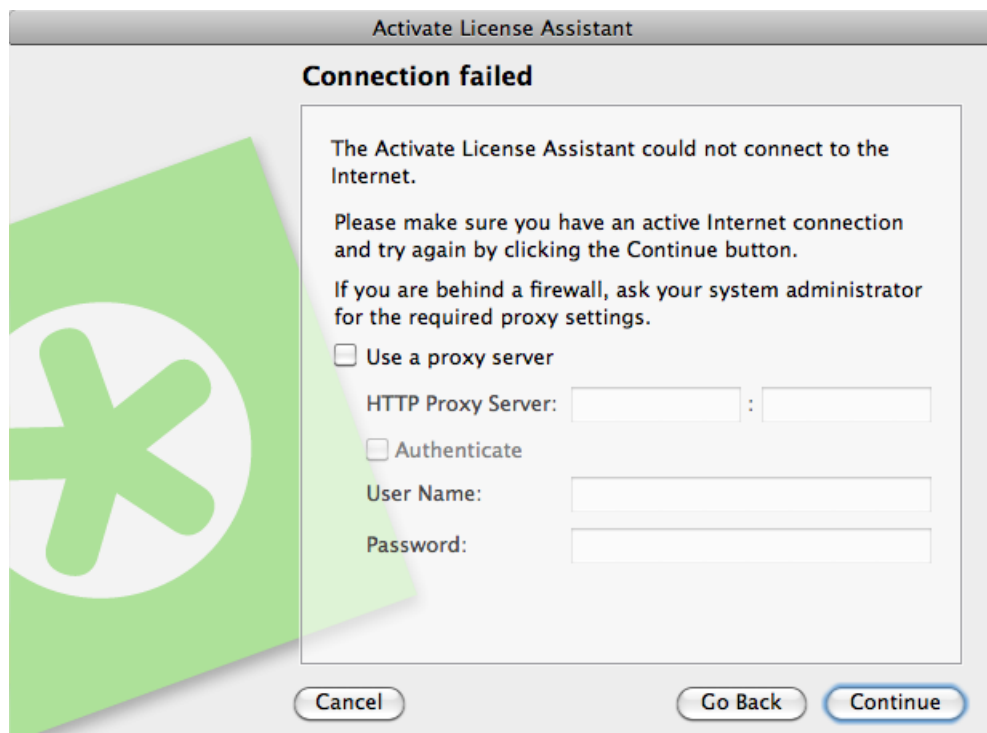 Activate License Assistant
Connection failed
The Activate License Assistant could not connect to the
Internet.
Please make sure you have an active Internet connection
and try again by clicking the Continue button.
If you are behind a firewall, ask your system administrator
for the required proxy settings.
Use a proxy server
HTTP Proxy Server: :
Authenticate
User Name:
Password:
Cancel Go Back Continue